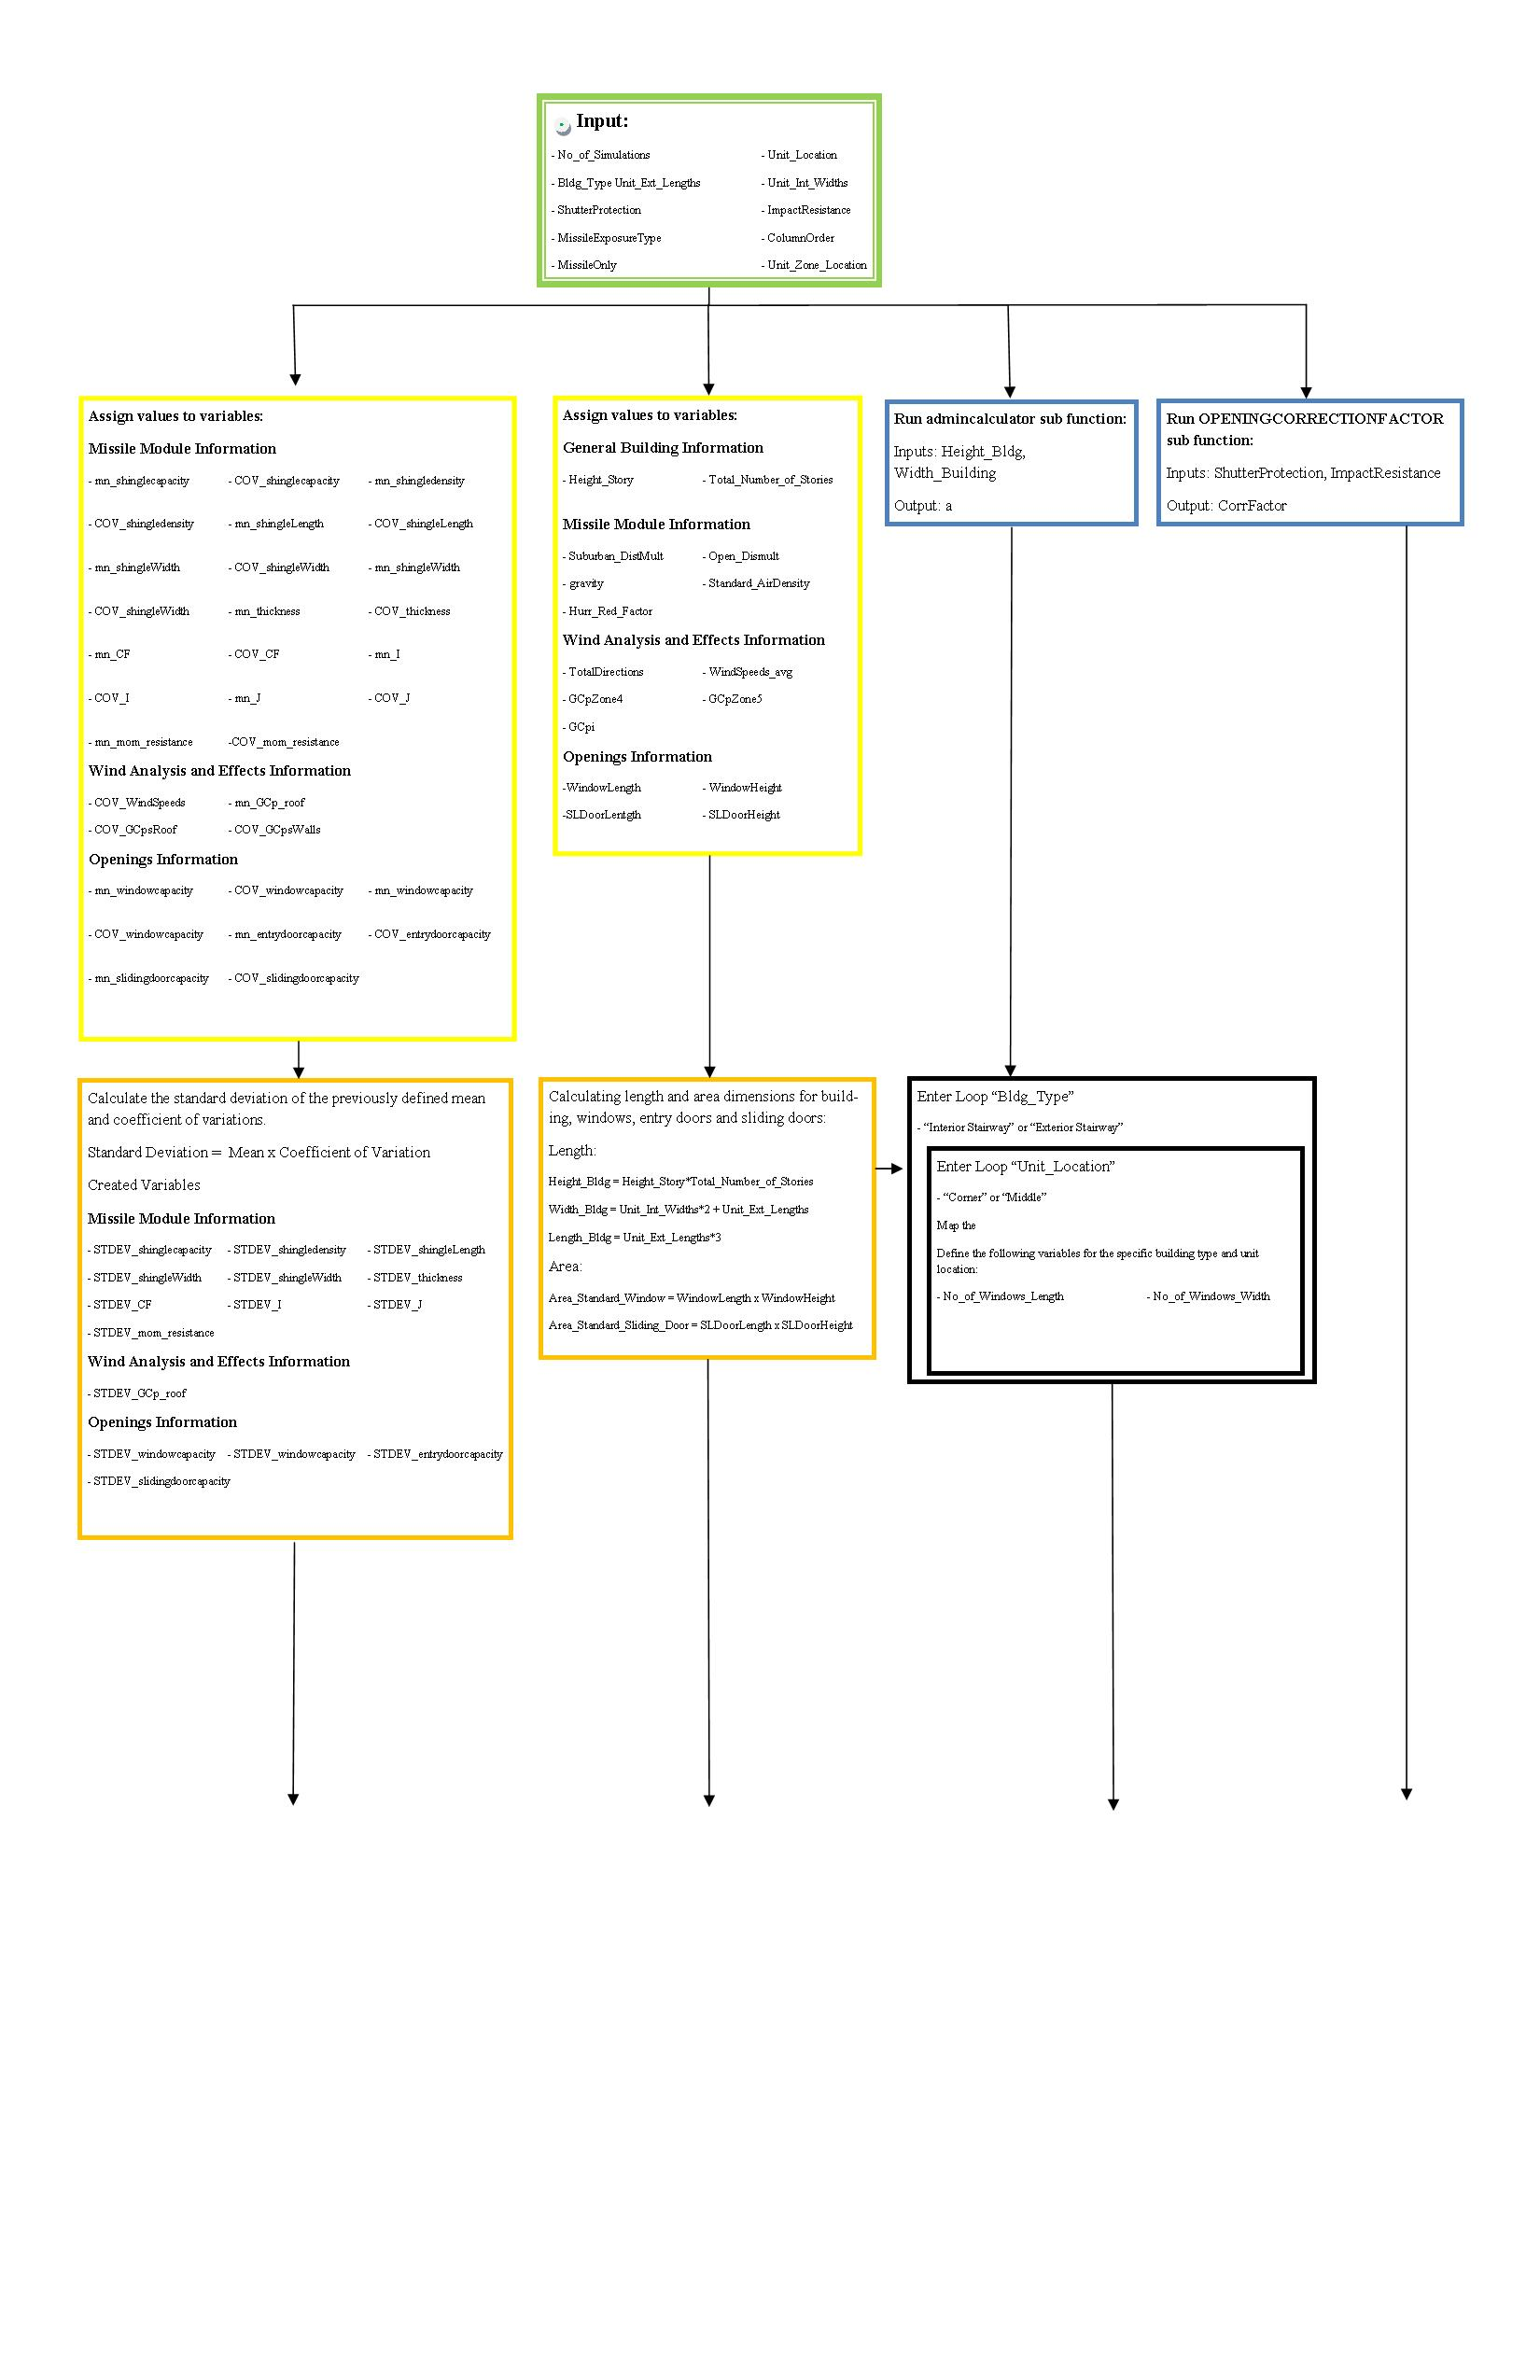 Input:
- No_of_Simulations - Unit_Location
- Bldg_Type Unit_Ext_Lengths - Unit_Int_Widths
- ShutterProtection - ImpactResistance
- MissileExposureType - ColumnOrder
- MissileOnly - Unit_Zone_Location
Assign values to variables:
Missile Module Information
- mn_shinglecapacity - COV_shinglecapacity - mn_shingledensity
- COV_shingledensity - mn_shingleLength - COV_shingleLength
- mn_shingleWidth - COV_shingleWidth - mn_shingleWidth
- COV_shingleWidth - mn_thickness - COV_thickness
- mn_CF - COV_CF - mn_I
- COV_I - mn_J - COV_J
- mn_mom_resistance -COV_mom_resistance
Wind Analysis and Effects Information
- COV_WindSpeeds - mn_GCp_roof
- COV_GCpsRoof - COV_GCpsWalls
Openings Information
- mn_windowcapacity - COV_windowcapacity - mn_windowcapacity
- COV_windowcapacity - mn_entrydoorcapacity - COV_entrydoorcapacity
- mn_slidingdoorcapacity - COV_slidingdoorcapacity
Assign values to variables:
General Building Information
- Height_Story - Total_Number_of_Stories
Missile Module Information
- Suburban_DistMult - Open_Dismult
- gravity - Standard_AirDensity
- Hurr_Red_Factor
Wind Analysis and Effects Information
- TotalDirections - WindSpeeds_avg
- GCpZone4 - GCpZone5
- GCpi
Openings Information
-WindowLength - WindowHeight
-SLDoorLentgth - SLDoorHeight
Run admincalculator sub function:
Inputs: Height_Bldg,
Width_Building
Output: a
Run OPENINGCORRECTIONFACTOR
sub function:
Inputs: ShutterProtection, ImpactResistance
Output: CorrFactor
Calculate the standard deviation of the previously defined mean
and coefficient of variations.
Standard Deviation = Mean x Coefficient of Variation
Created Variables
Missile Module Information
- STDEV_shinglecapacity - STDEV_shingledensity - STDEV_shingleLength
- STDEV_shingleWidth - STDEV_shingleWidth - STDEV_thickness
- STDEV_CF - STDEV_I - STDEV_J
- STDEV_mom_resistance
Wind Analysis and Effects Information
- STDEV_GCp_roof
Openings Information
- STDEV_windowcapacity - STDEV_windowcapacity - STDEV_entrydoorcapacity
- STDEV_slidingdoorcapacity
Calculating length and area dimensions for build-
ing, windows, entry doors and sliding doors:
Length:
Height_Bldg = Height_Story*Total_Number_of_Stories
Width_Bldg = Unit_Int_Widths*2 + Unit_Ext_Lengths
Length_Bldg = Unit_Ext_Lengths*3
Area:
Area_Standard_Window = WindowLength x WindowHeight
Area_Standard_Sliding_Door = SLDoorLength x SLDoorHeight
Enter Loop “Bldg_Type”
- “Interior Stairway” or “Exterior Stairway”
Enter Loop “Unit_Location”
- “Corner” or “Middle”
Map the
Define the following variables for the specific building type and unit
location:
- No_of_Windows_Length - No_of_Windows_Width